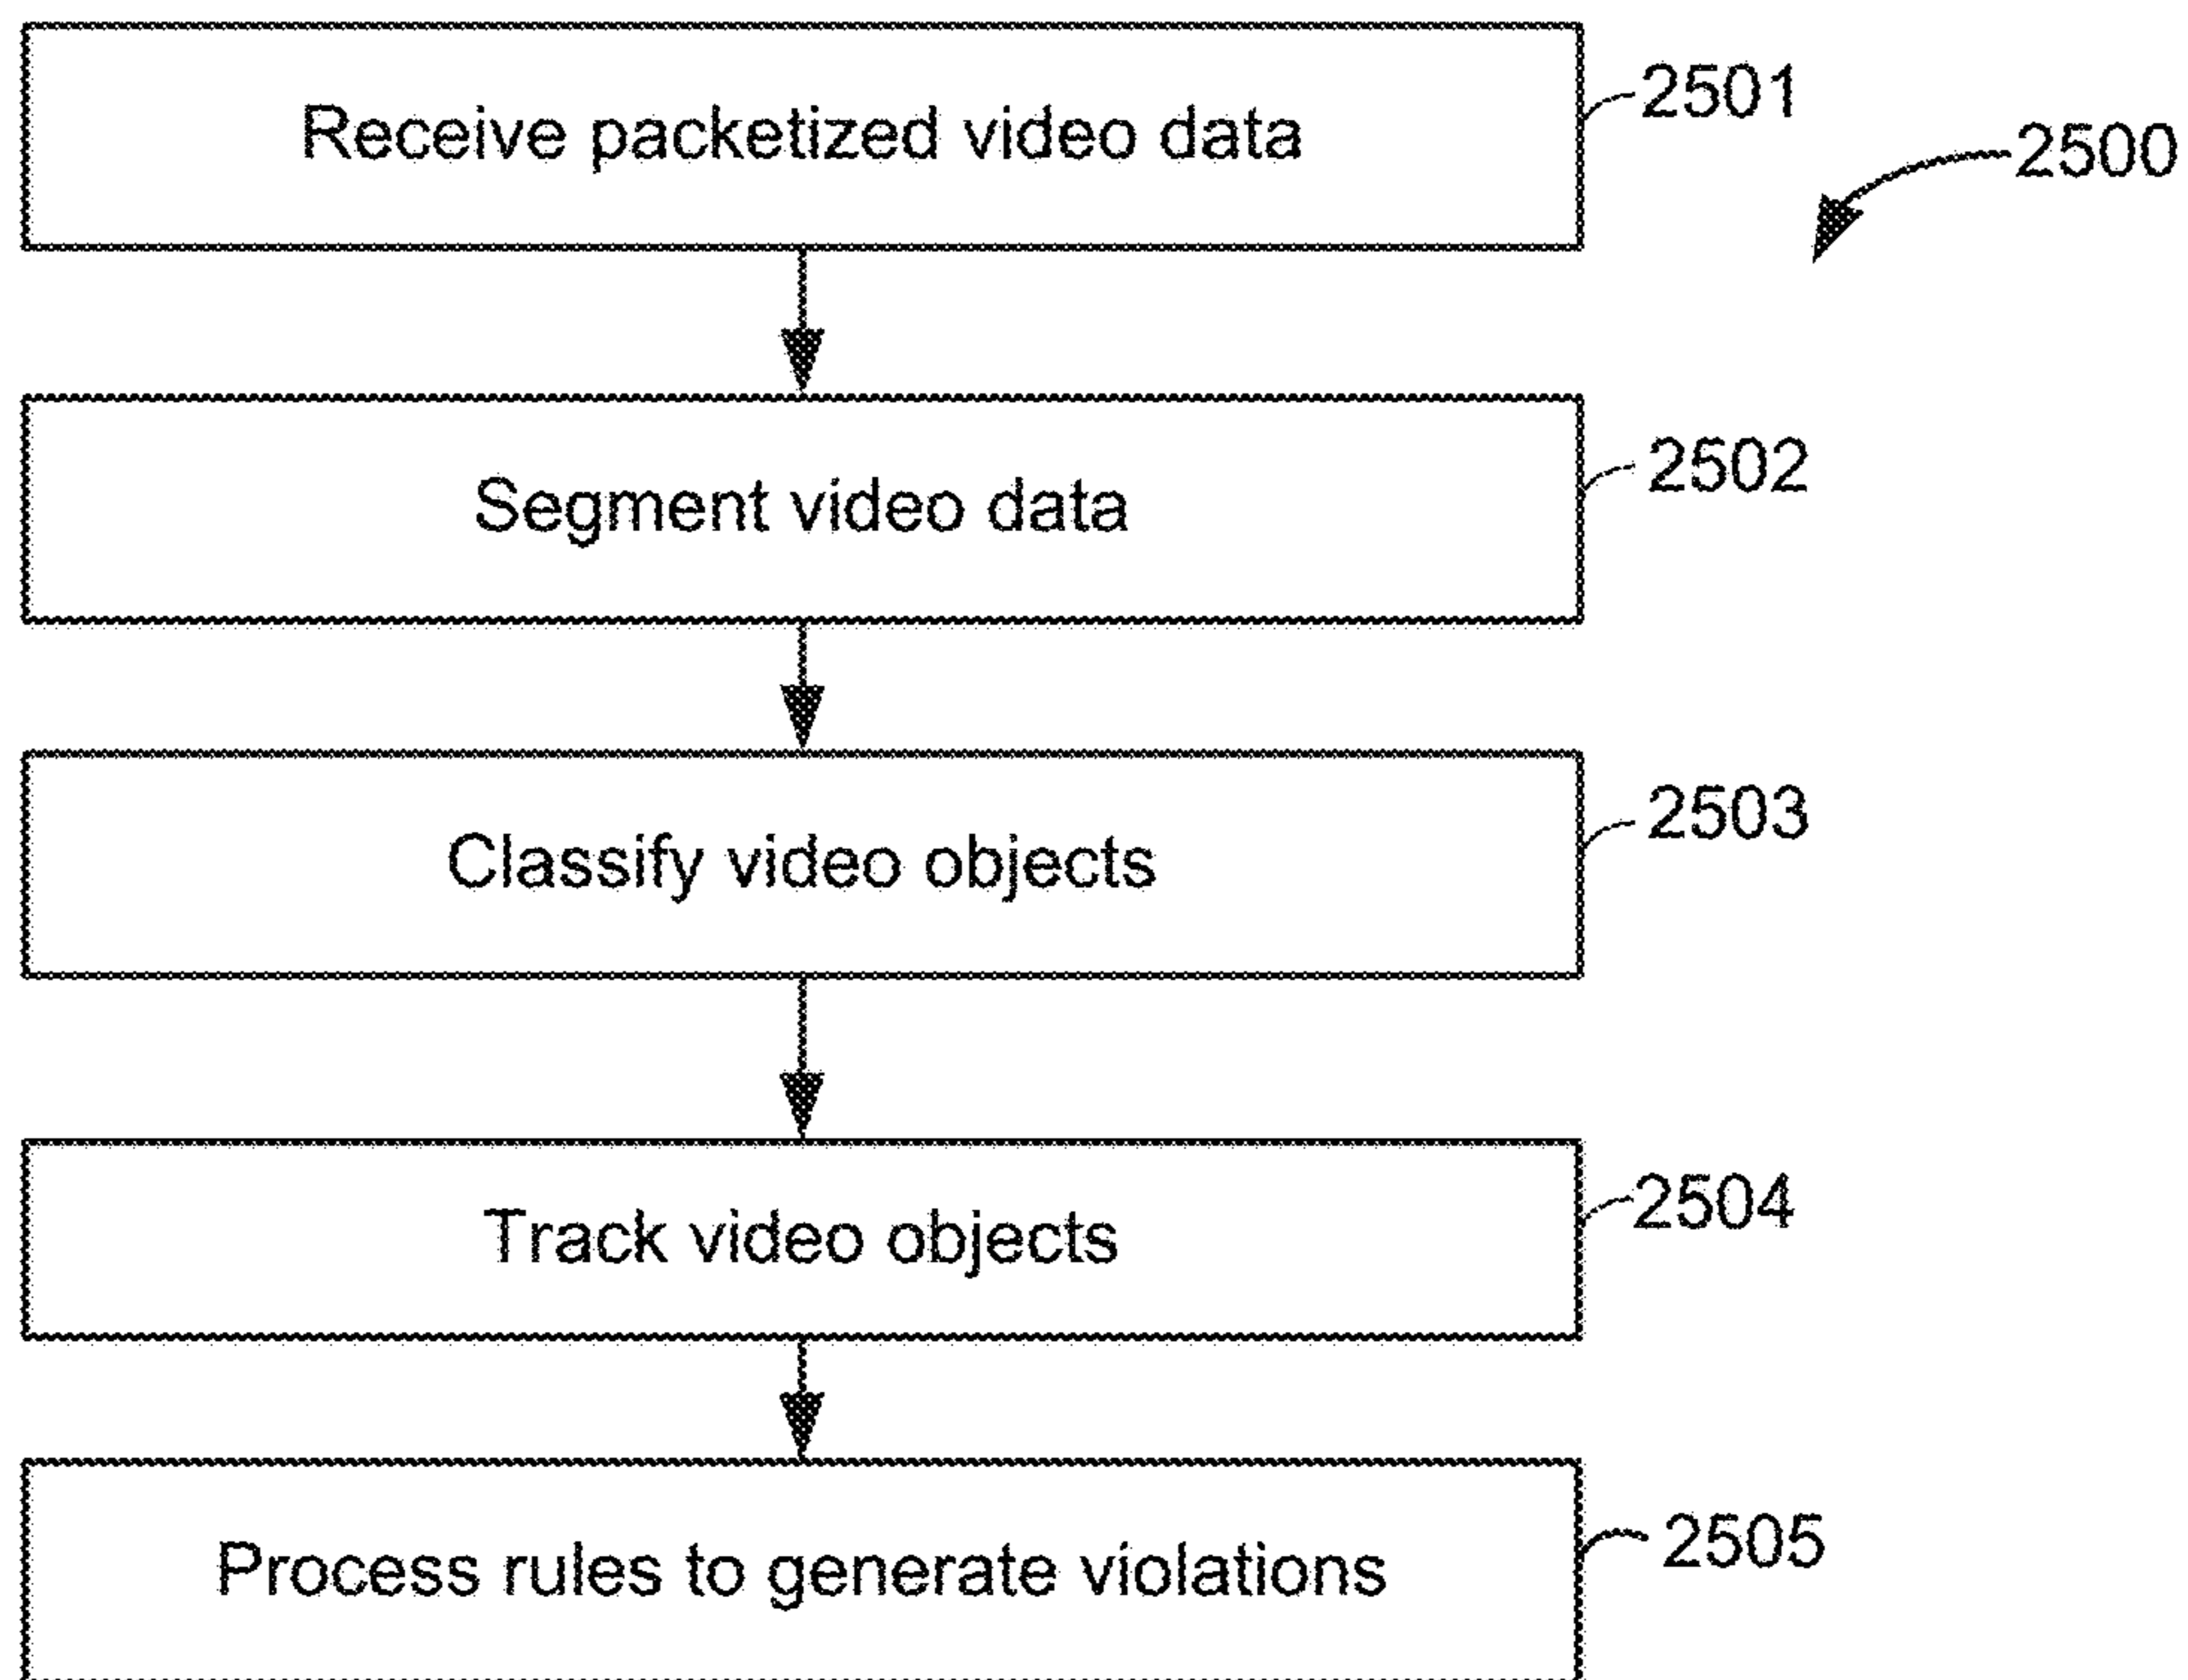 Receive packetized video data
2501
2500
Segment video data
2502
Classify video objects
2503
Track video objects
2504
Process rules to generate violations
2505